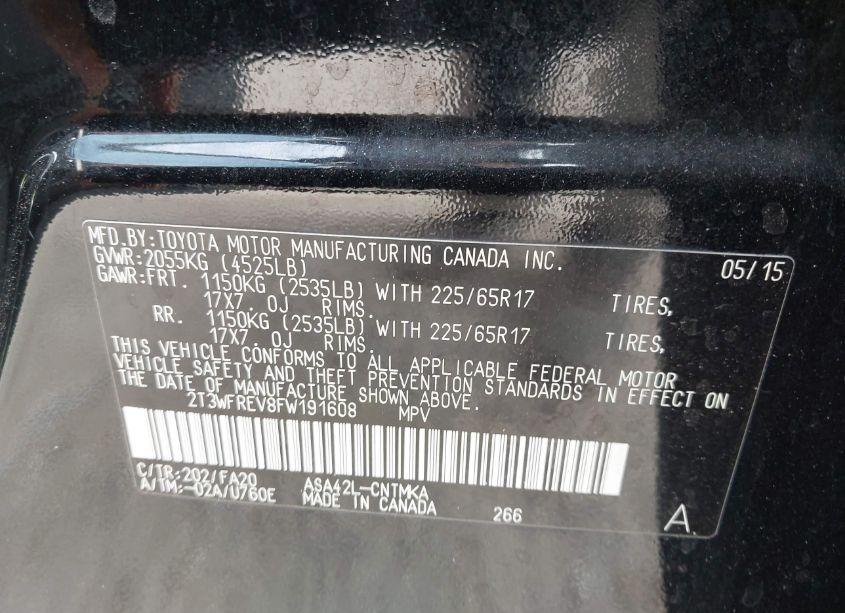 MFD.BY:TOYOTA MOTOR MANUFACTURING CANADA INC. 05/15
GVWR:2055KG (4525LB)
GAWR:FRT. 1150KG (2535LB) WITH 225/65R17 TIRES,
17X7.0J RIMS.
RR. 1150KG (2535LB) WITH 225/65R17 TIRES,
17X7.0J RIMS.
THIS VEHICLE CONFORMS TO ALL APPLICABLE FEDERAL MOTOR
VEHICLE SAFETY AND THEFT PREVENTION STANDARDS IN EFFECT ON
THE DATE OF MANUFACTURE SHOWN ABOVE.
2T3WFREV8FW191608 MPV
C/TR:202/FA20 ASA42L-CNTMKA
A/TM:-02A/U760E MADE IN CANADA 266 A